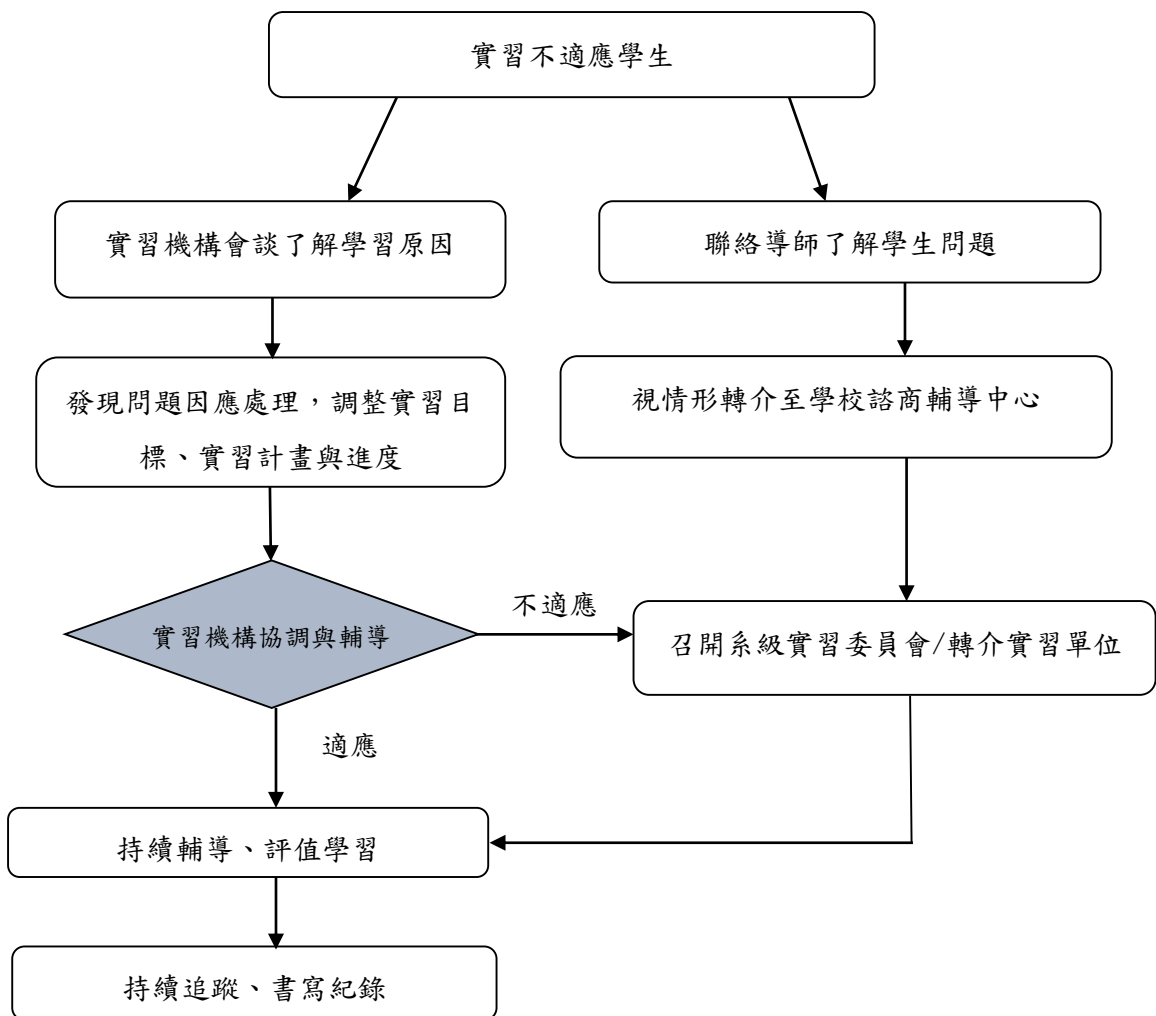 實習不適應學生
實習機構會談了解學習原因
聯絡導師了解學生問題
發現問題因應處理，調整實習目
標、實習計畫與進度
視情形轉介至學校諮商輔導中心
實習機構協調與輔導
不適應
召開系級實習委員會/轉介實習單位
適應
持續輔導、評值學習
持續追蹤、書寫紀錄